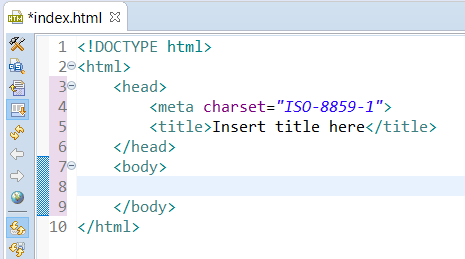 *index.html
1 <!DOCTYPE html>
2 <html>
3     <head>
4         <meta charset="ISO-8859-1">
5         <title>Insert title here</title>
6     </head>
7     <body>
8
9     </body>
10 </html>